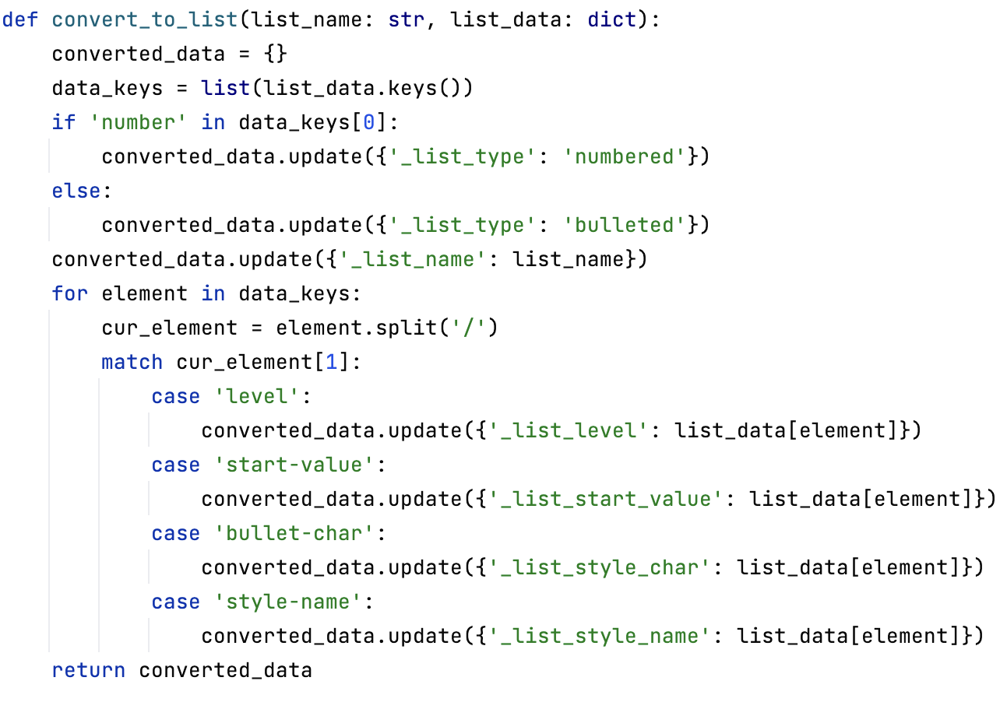 def convert_to_list(list_name: str, list_data: dict):
    converted_data = {}
    data_keys = list(list_data.keys())
    if 'number' in data_keys[0]:
        converted_data.update({'_list_type': 'numbered'})
    else:
        converted_data.update({'_list_type': 'bulleted'})
    converted_data.update({'_list_name': list_name})
    for element in data_keys:
        cur_element = element.split('/')
        match cur_element[1]:
            case 'level':
                converted_data.update({'_list_level': list_data[element]})
            case 'start-value':
                converted_data.update({'_list_start_value': list_data[element]})
            case 'bullet-char':
                converted_data.update({'_list_style_char': list_data[element]})
            case 'style-name':
                converted_data.update({'_list_style_name': list_data[element]})
    return converted_data